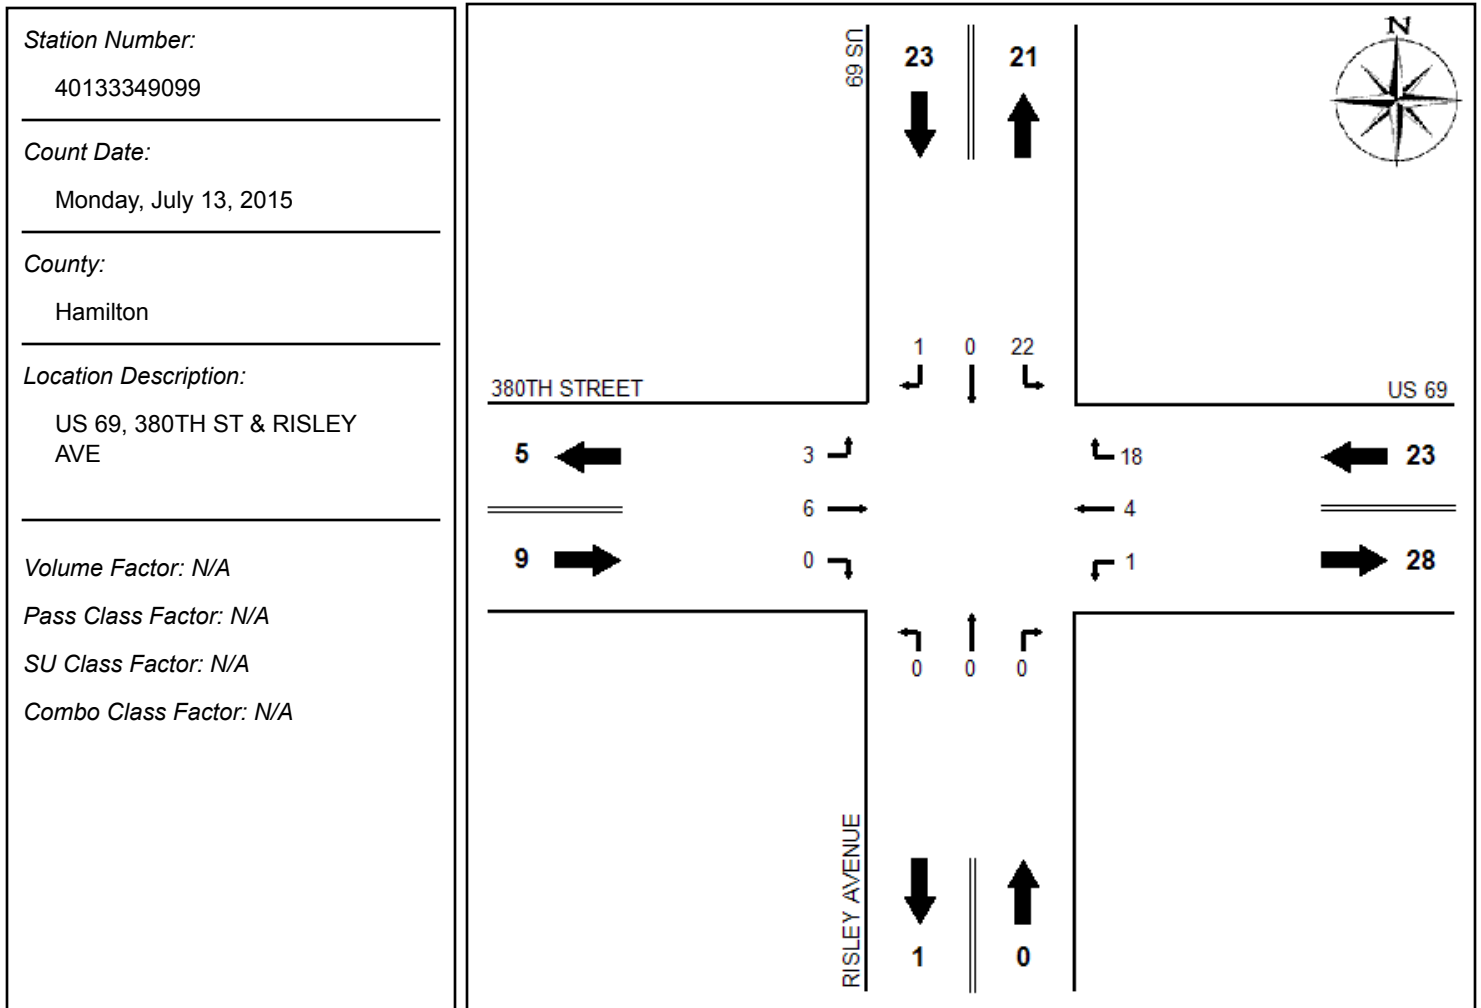 Station Number:
40133349099
Count Date:
Monday, July 13, 2015
County:
Hamilton
Location Description:
US 69, 380TH ST & RISLEY
AVE
Volume Factor: N/A
Pass Class Factor: N/A
SU Class Factor: N/A
Combo Class Factor: N/A
N
US 69
23 21
1 0 22
380TH STREET
US 69
5 3 18 23
6 4
9 0 1 28
0 0 0
RISLEY AVENUE
1 0